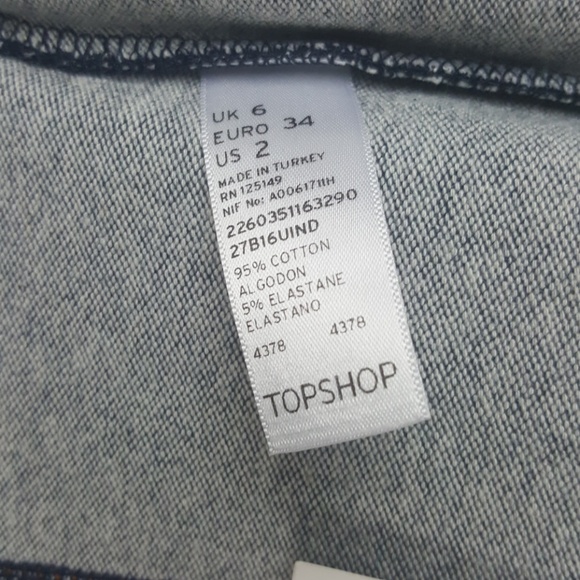 UK 6
EURO 34
US 2
MADE IN TURKEY
RN 125149
NIF No: A0061711H
2260351163290
27B16UIND
95% COTTON
ALGODON
5% ELASTANE
ELASTANO
4378 4378
TOPSHOP